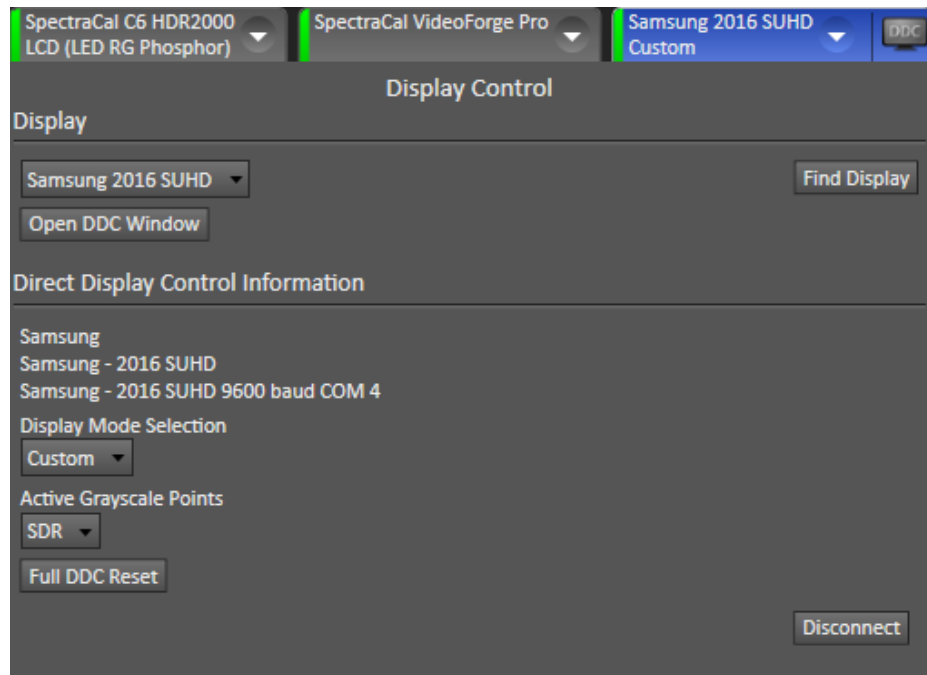 SpectraCal C6 HDR2000
LCD (LED RG Phosphor)
SpectraCal VideoForge Pro
Samsung 2016 SUHD
Custom
DDC
Display Control
Display
Samsung 2016 SUHD
Find Display
Open DDC Window
Direct Display Control Information
Samsung
Samsung - 2016 SUHD
Samsung - 2016 SUHD 9600 baud COM 4
Display Mode Selection
Custom
Active Grayscale Points
SDR
Full DDC Reset
Disconnect